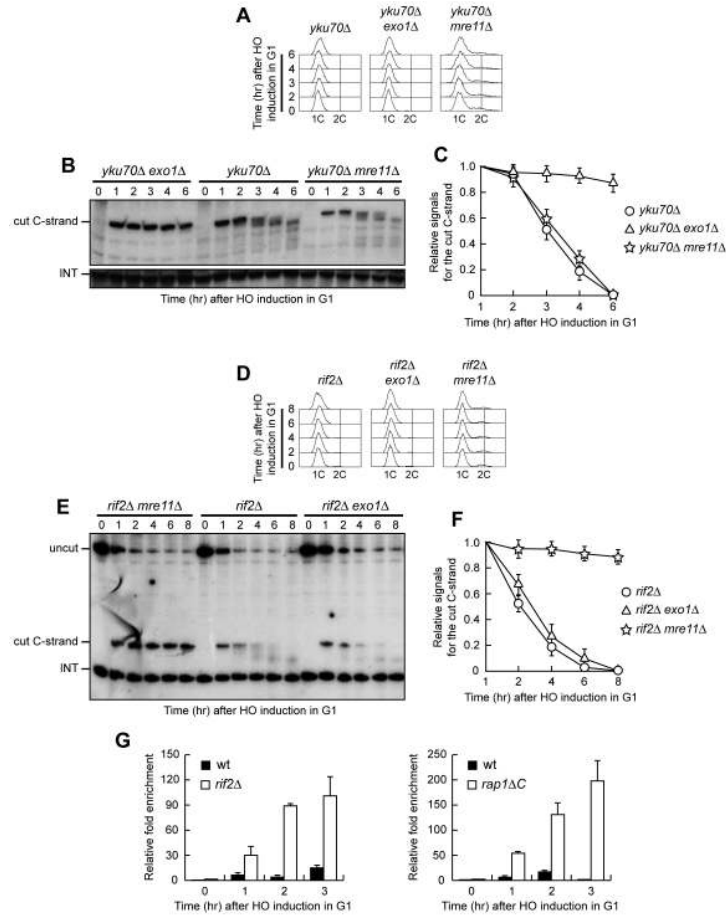 A
yku70Δ
yku70Δ exo1Δ
yku70Δ mre11Δ
Time (hr) after HO induction in G1
6
4
3
2
0
1C 2C 1C 2C 1C 2C
B
yku70Δ exo1Δ yku70Δ yku70Δ mre11Δ
0 1 2 3 4 6 0 1 2 3 4 6 0 1 2 3 4 6
cut C-strand
INT
Time (hr) after HO induction in G1
C
Relative signals for the cut C-strand
1.0
0.8
0.6
0.4
0.2
0
1 2 3 4 6
Time (hr) after HO induction in G1
yku70Δ
yku70Δ exo1Δ
yku70Δ mre11Δ
D
rif2Δ
rif2Δ exo1Δ
rif2Δ mre11Δ
Time (hr) after HO induction in G1
8
6
4
2
0
1C 2C 1C 2C 1C 2C
E
rif2Δ mre11Δ rif2Δ rif2Δ exo1Δ
0 1 2 4 6 8 0 1 2 4 6 8 0 1 2 4 6 8
uncut
cut C-strand
INT
Time (hr) after HO induction in G1
F
Relative signals for the cut C-strand
1.0
0.8
0.6
0.4
0.2
0
1 2 4 6 8
Time (hr) after HO induction in G1
rif2Δ
rif2Δ exo1Δ
rif2Δ mre11Δ
G
Relative fold enrichment
150
120
90
60
30
0
wt
rif2Δ
0 1 2 3
Time (hr) after HO induction in G1
Relative fold enrichment
250
200
150
100
50
0
wt
rap1ΔC
0 1 2 3
Time (hr) after HO induction in G1